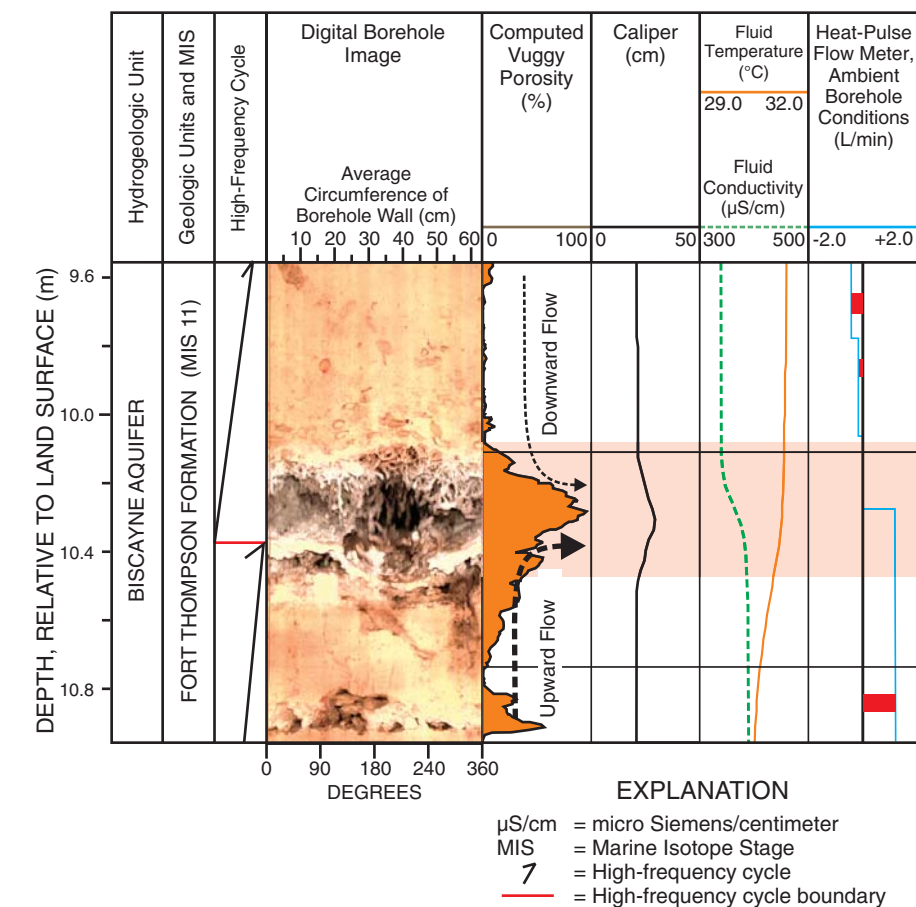 Hydrogeologic Unit
Geologic Units and MIS
High-Frequency Cycle
Digital Borehole
Image
Average
Circumference of
Borehole Wall (cm)
10 20 30 40 50 60
Computed
Vuggy
Porosity
(%)
0 100
Caliper
(cm)
0 50
Fluid
Temperature
(°C)
29.0 32.0
Fluid
Conductivity
(µS/cm)
300 500
Heat-Pulse
Flow Meter,
Ambient
Borehole
Conditions
(L/min)
-2.0 +2.0
DEPTH, RELATIVE TO LAND SURFACE (m)
9.6
10.0
10.4
10.8
BISCAYNE AQUIFER
FORT THOMPSON FORMATION (MIS 11)
Downward Flow
Upward Flow
0 90 180 240 360
DEGREES
EXPLANATION
µS/cm = micro Siemens/centimeter
MIS = Marine Isotope Stage
= High-frequency cycle
= High-frequency cycle boundary